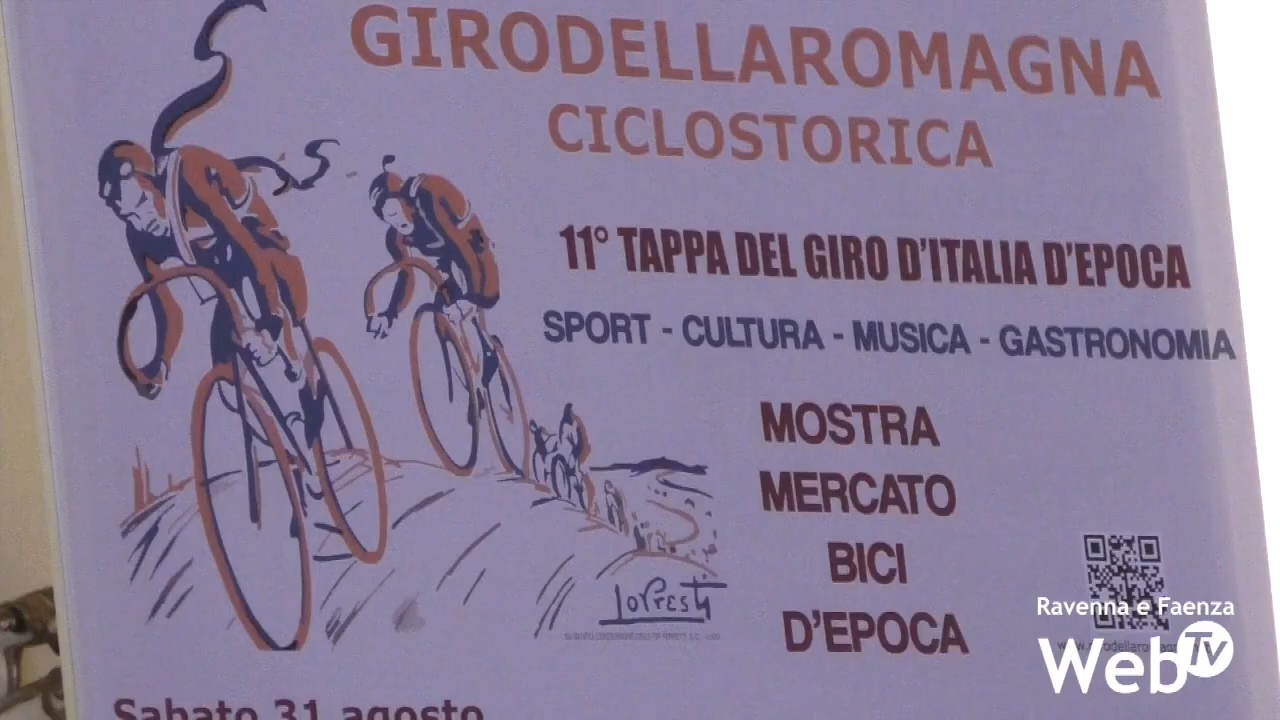 GIRODELLAROMAGNA
CICLOSTORICA
11° TAPPA DEL GIRO D'ITALIA D'EPOCA
SPORT - CULTURA - MUSICA - GASTRONOMIA
MOSTRA
MERCATO
BICI
D'EPOCA
Lopresti
Sabato 31 agosto
Ravenna e Faenza
Web Tv